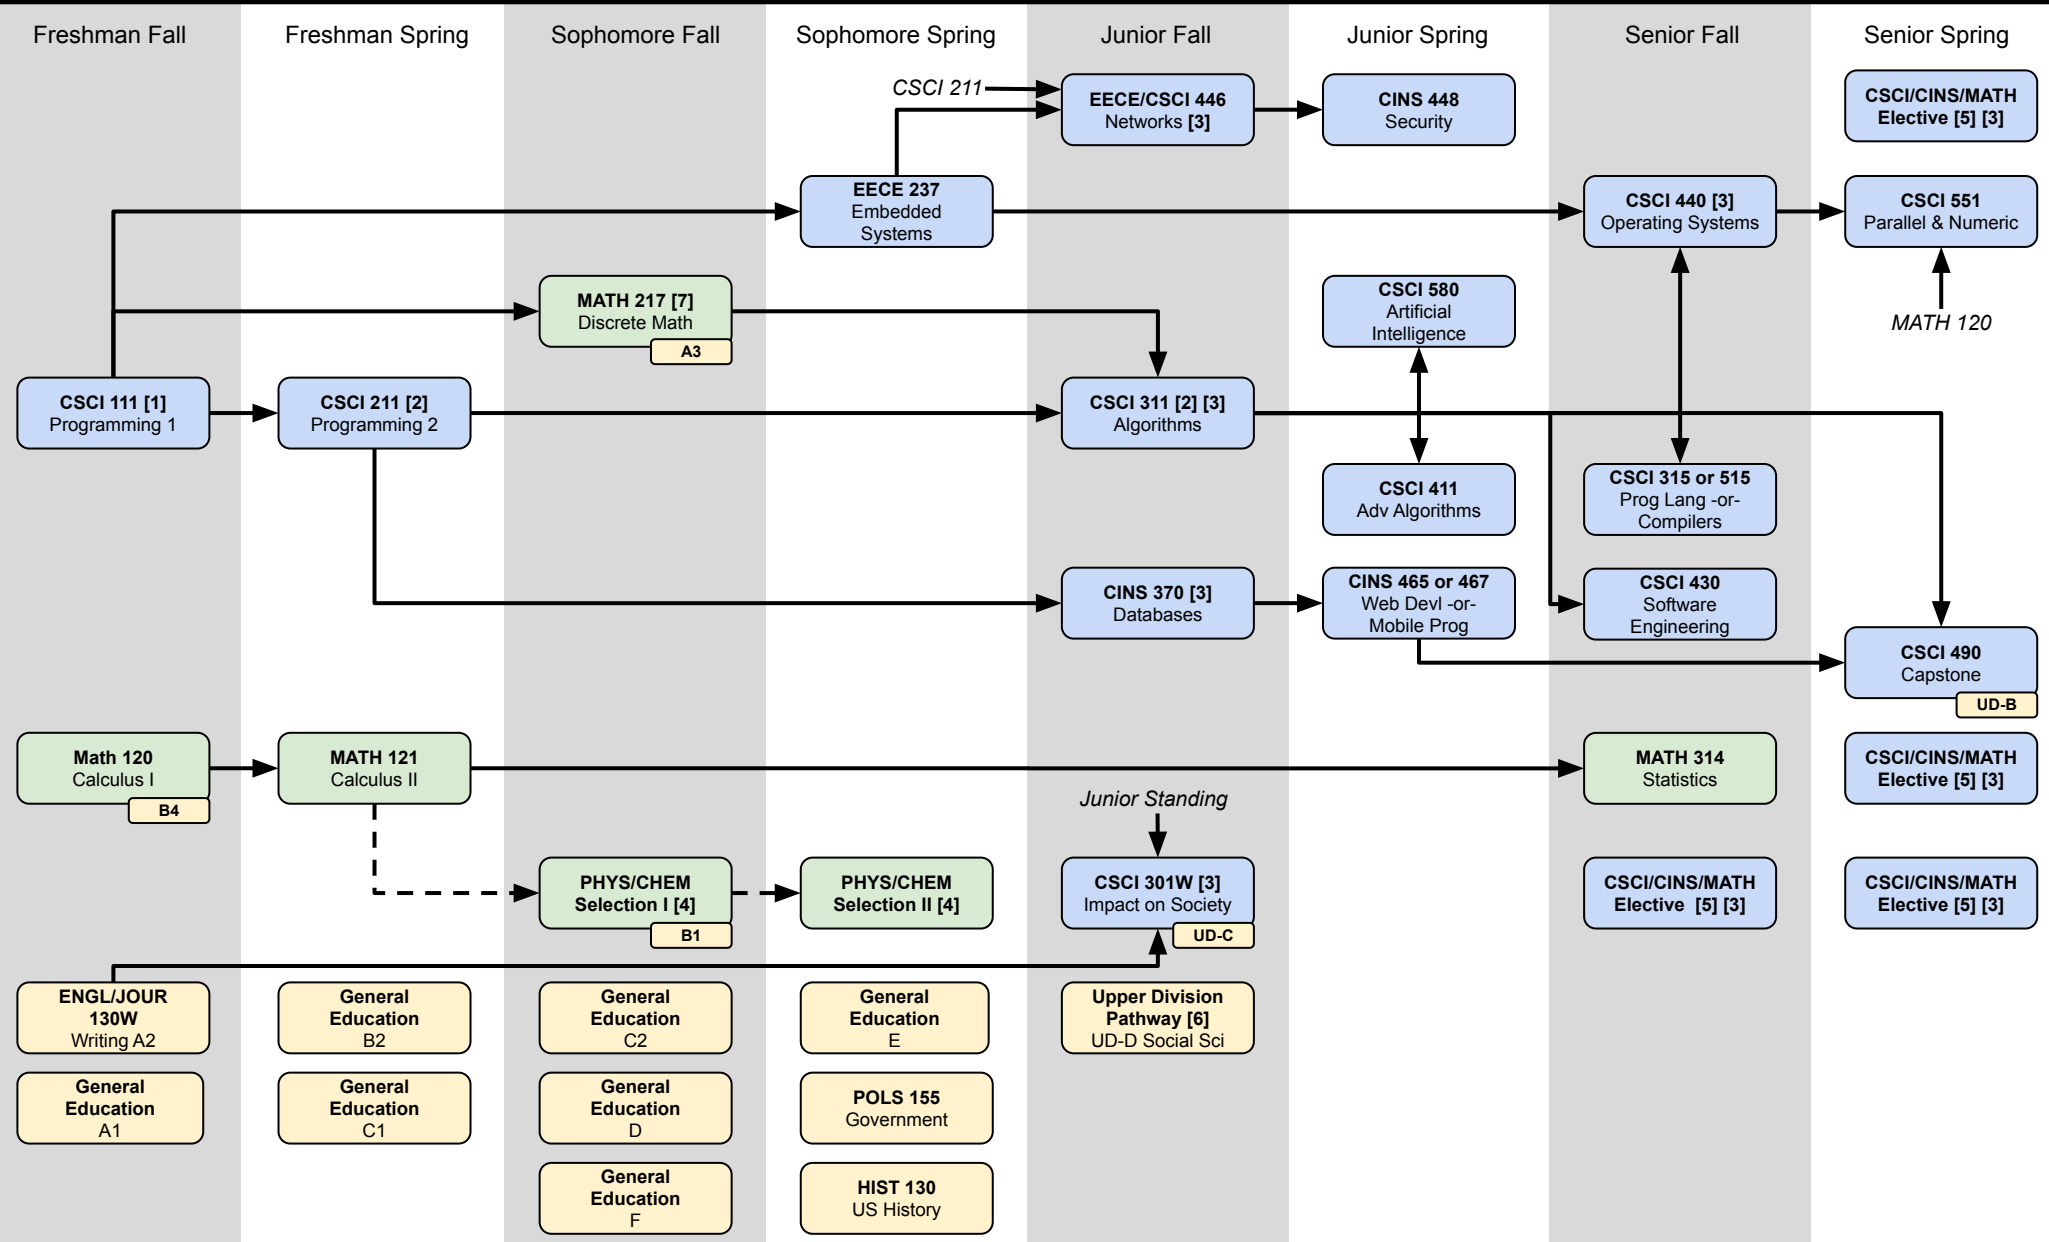 Freshman Fall
Freshman Spring
Sophomore Fall
Sophomore Spring
Junior Fall
Junior Spring
Senior Fall
Senior Spring
CSCI 211
EECE/CSCI 446
Networks [3]
CINS 448
Security
CSCI/CINS/MATH
Elective [5] [3]
EECE 237
Embedded
Systems
CSCI 440 [3]
Operating Systems
CSCI 551
Parallel & Numeric
MATH 217 [7]
Discrete Math
A3
CSCI 580
Artificial
Intelligence
MATH 120
CSCI 111 [1]
Programming 1
CSCI 211 [2]
Programming 2
CSCI 311 [2] [3]
Algorithms
CSCI 411
Adv Algorithms
CSCI 315 or 515
Prog Lang -or-
Compilers
CINS 370 [3]
Databases
CINS 465 or 467
Web Devl -or-
Mobile Prog
CSCI 430
Software
Engineering
CSCI 490
Capstone
UD-B
Math 120
Calculus I
B4
MATH 121
Calculus II
MATH 314
Statistics
CSCI/CINS/MATH
Elective [5] [3]
Junior Standing
PHYS/CHEM
Selection I [4]
B1
PHYS/CHEM
Selection II [4]
CSCI 301W [3]
Impact on Society
UD-C
CSCI/CINS/MATH
Elective [5] [3]
CSCI/CINS/MATH
Elective [5] [3]
ENGL/JOUR
130W
Writing A2
General
Education
B2
General
Education
C2
General
Education
E
Upper Division
Pathway [6]
UD-D Social Sci
General
Education
A1
General
Education
C1
General
Education
D
POLS 155
Government
General
Education
F
HIST 130
US History